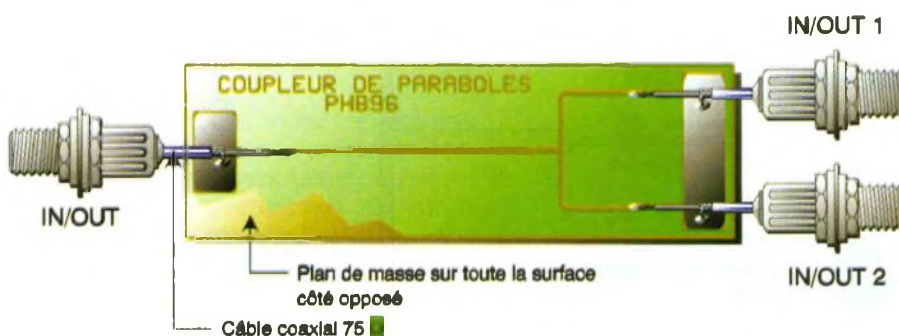 IN/OUT 1
COUPLEUR DE PARABOLES
PHB96
IN/OUT
IN/OUT 2
Plan de masse sur toute la surface
côté opposé
Câble coaxial 75